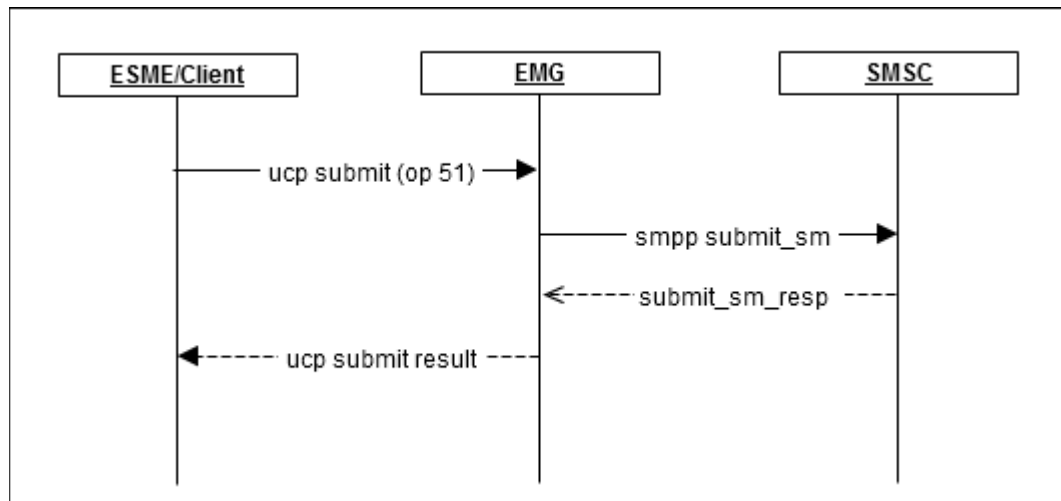 ESME/Client
EMG
SMSC
ucp submit (op 51)
smpp submit_sm
submit_sm_resp
ucp submit result